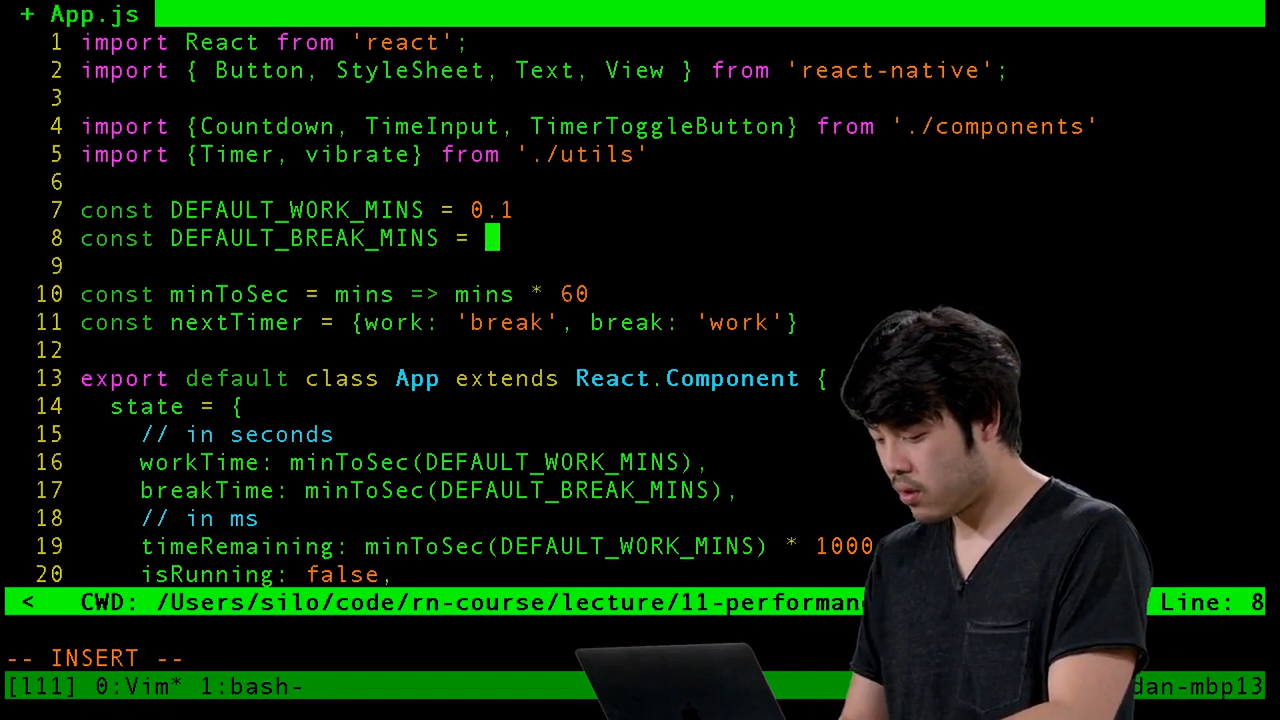 + App.js
1 import React from 'react';
2 import { Button, StyleSheet, Text, View } from 'react-native';
3
4 import {Countdown, TimeInput, TimerToggleButton} from './components'
5 import {Timer, vibrate} from './utils'
6
7 const DEFAULT_WORK_MINS = 0.1
8 const DEFAULT_BREAK_MINS =
9
10 const minToSec = mins => mins * 60
11 const nextTimer = {work: 'break', break: 'work'}
12
13 export default class App extends React.Component {
14 state = {
15 // in seconds
16 workTime: minToSec(DEFAULT_WORK_MINS),
17 breakTime: minToSec(DEFAULT_BREAK_MINS),
18 // in ms
19 timeRemaining: minToSec(DEFAULT_WORK_MINS) * 1000
20 isRunning: false,
< CWD: /Users/silo/code/rn-course/lecture/11-performan Line: 8
-- INSERT --
[l11] 0:Vim* 1:bash- dan-mbp13